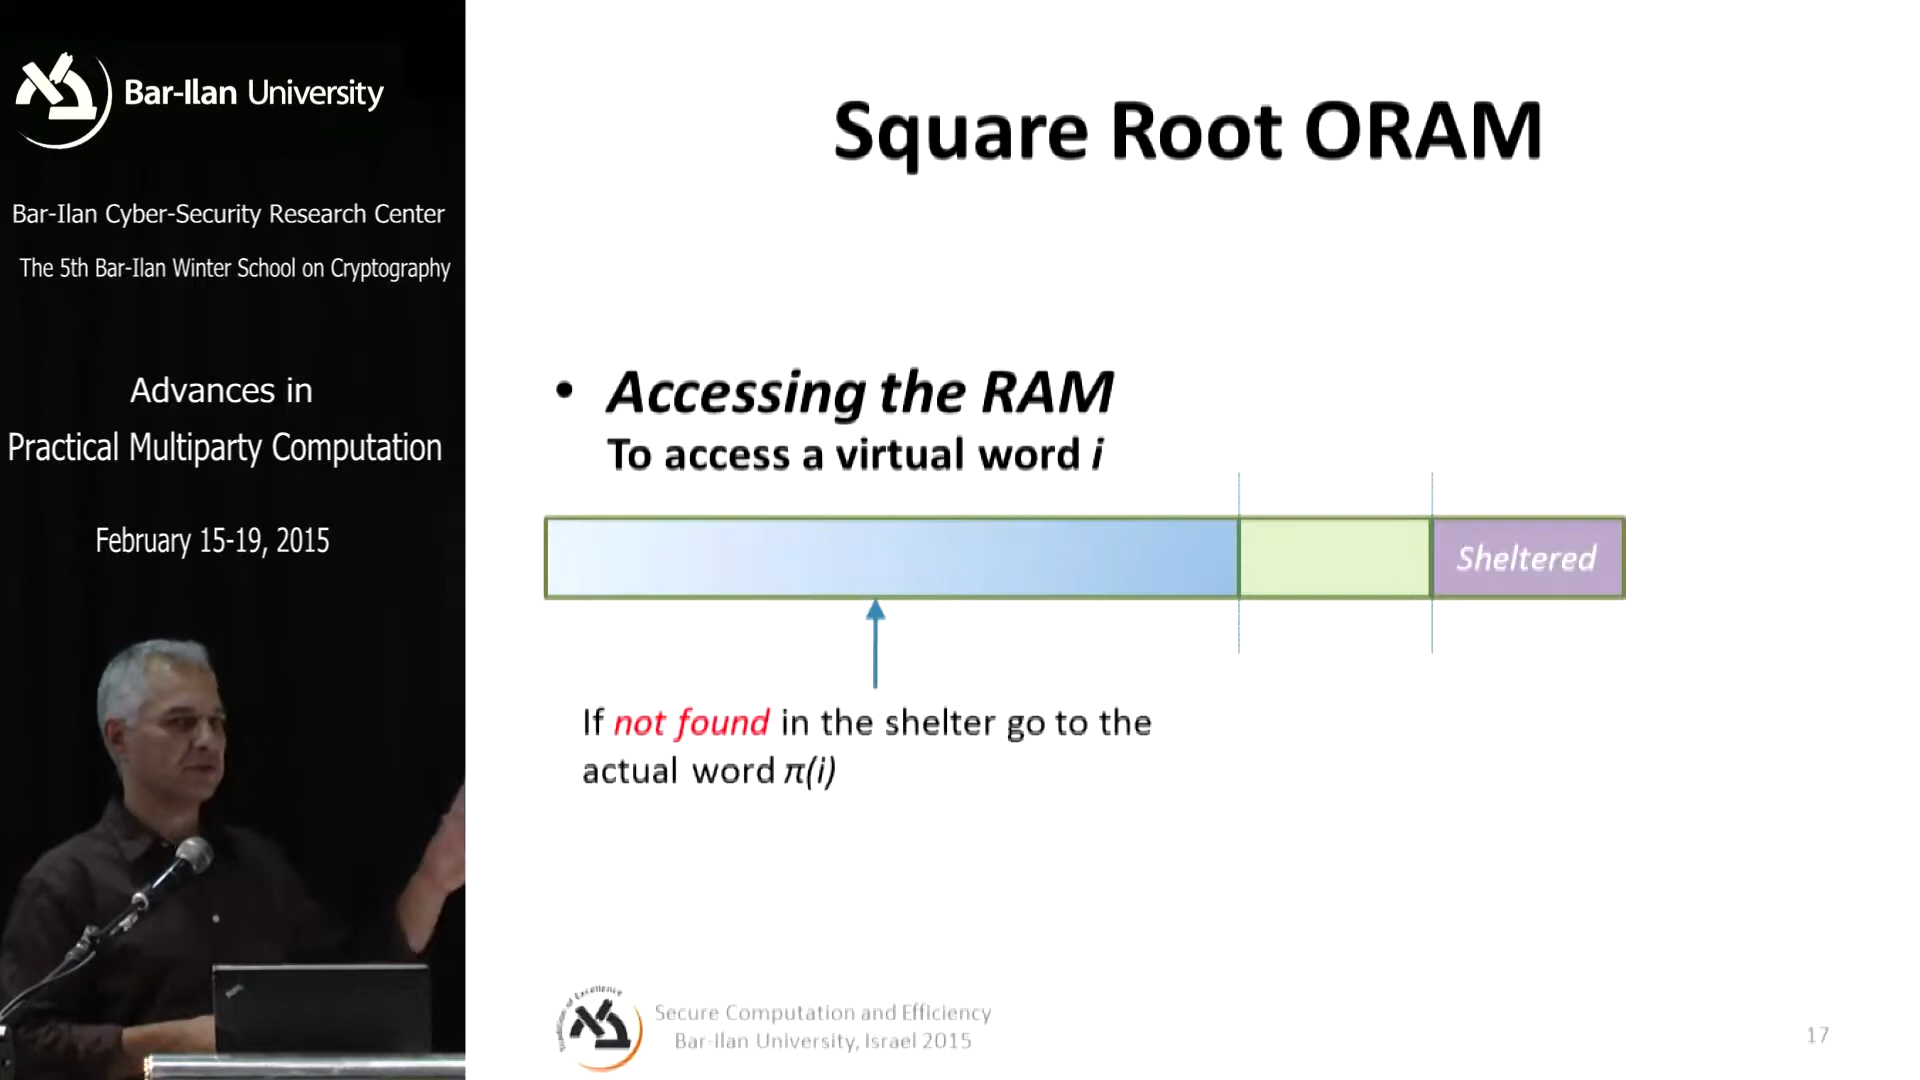 Bar-Ilan University
Bar-Ilan Cyber-Security Research Center
The 5th Bar-Ilan Winter School on Cryptography
Advances in
Practical Multiparty Computation
February 15-19, 2015
Square Root ORAM
• Accessing the RAM
To access a virtual word i
Sheltered
If not found in the shelter go to the
actual word π(i)
Secure Computation and Efficiency
Bar-Ilan University, Israel 2015
17